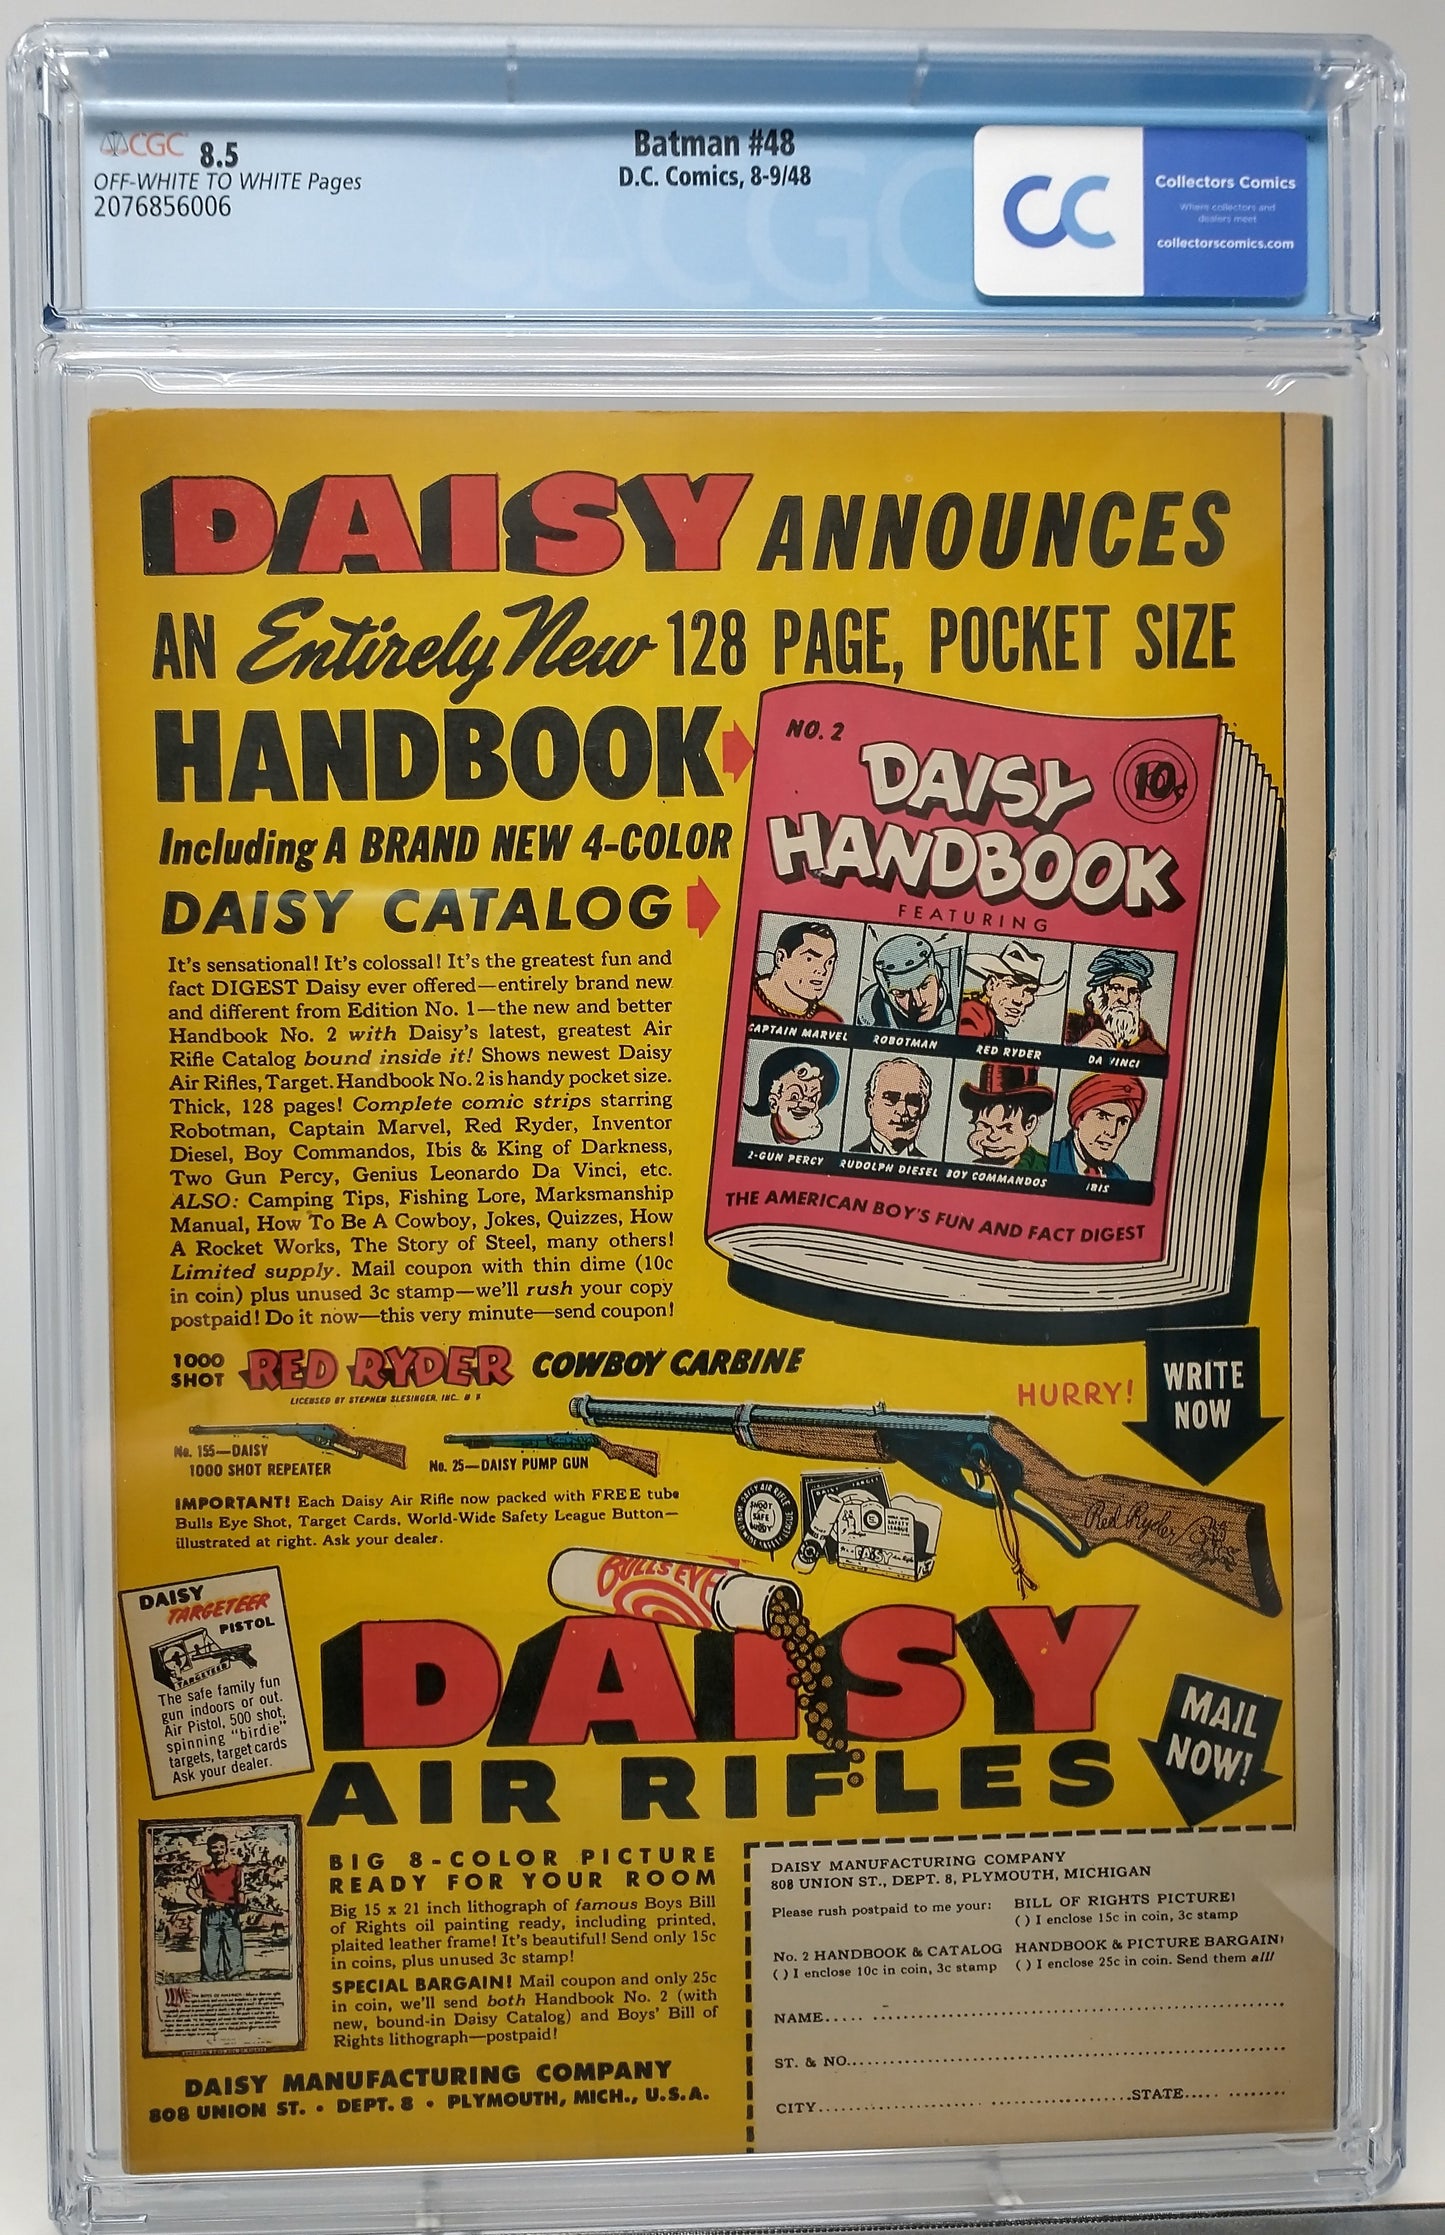 CGC 8.5
OFF-WHITE TO WHITE Pages
2076856006
Batman #48
D.C. Comics, 8-9/48
CGC
CC
Collectors Comics
Where collectors and
dealers meet
collectorscomics.com
DAISY ANNOUNCES
AN Entirely New 128 PAGE, POCKET SIZE
HANDBOOK
Including A BRAND NEW 4-COLOR
DAISY CATALOG
It's sensational! It's colossal! It's the greatest fun and
fact DIGEST Daisy ever offered—entirely brand new
and different from Edition No. 1—the new and better
Handbook No. 2 with Daisy's latest, greatest Air
Rifle Catalog bound inside it! Shows newest Daisy
Air Rifles, Target. Handbook No. 2 is handy pocket size.
Thick, 128 pages! Complete comic strips starring
Robotman, Captain Marvel, Red Ryder, Inventor
Diesel, Boy Commandos, Ibis & King of Darkness,
Two Gun Percy, Genius Leonardo Da Vinci, etc.
ALSO: Camping Tips, Fishing Lore, Marksmanship
Manual, How To Be A Cowboy, Jokes, Quizzes, How
A Rocket Works, The Story of Steel, many others!
Limited supply. Mail coupon with thin dime (10c
in coin) plus unused 3c stamp—we'll rush your copy
postpaid! Do it now—this very minute—send coupon!
NO. 2
DAISY
10¢
HANDBOOK
FEATURING
CAPTAIN MARVEL ROBOTMAN RED RYDER DA VINCI
2-GUN PERCY RUDOLPH DIESEL BOY COMMANDOS IBIS
THE AMERICAN BOY'S FUN AND FACT DIGEST
1000 SHOT RED RYDER COWBOY CARBINE
LICENSED BY STEPHEN SLESINGER, INC.
HURRY!
WRITE
NOW
No. 155—DAISY
1000 SHOT REPEATER
No. 25—DAISY PUMP GUN
IMPORTANT! Each Daisy Air Rifle now packed with FREE tube
Bulls Eye Shot, Target Cards, World-Wide Safety League Button—
illustrated at right. Ask your dealer.
SHOOT
SAFE
BUDDY
DAISY
Red Ryder
BULLS EYE
DAISY
TARGETEER
PISTOL
TARGETEER
The safe family fun
gun indoors or out.
Air Pistol, 500 shot,
spinning "birdie"
targets, target cards
Ask your dealer.
DAISY
AIR RIFLES
MAIL
NOW!
BIG 8-COLOR PICTURE
READY FOR YOUR ROOM
Big 15 x 21 inch lithograph of famous Boys Bill
of Rights oil painting ready, including printed,
plaited leather frame! It's beautiful! Send only 15c
in coins, plus unused 3c stamp!
SPECIAL BARGAIN! Mail coupon and only 25c
in coin, we'll send both Handbook No. 2 (with
new, bound-in Daisy Catalog) and Boys' Bill of
Rights lithograph—postpaid!
DAISY MANUFACTURING COMPANY
808 UNION ST. • DEPT. 8 • PLYMOUTH, MICH., U.S.A.
DAISY MANUFACTURING COMPANY
808 UNION ST., DEPT. 8, PLYMOUTH, MICHIGAN
Please rush postpaid to me your: BILL OF RIGHTS PICTURE!
( ) I enclose 15c in coin, 3c stamp
No. 2 HANDBOOK & CATALOG HANDBOOK & PICTURE BARGAIN!
( ) I enclose 10c in coin, 3c stamp ( ) I enclose 25c in coin. Send them all!
NAME
ST. & NO.
CITY STATE